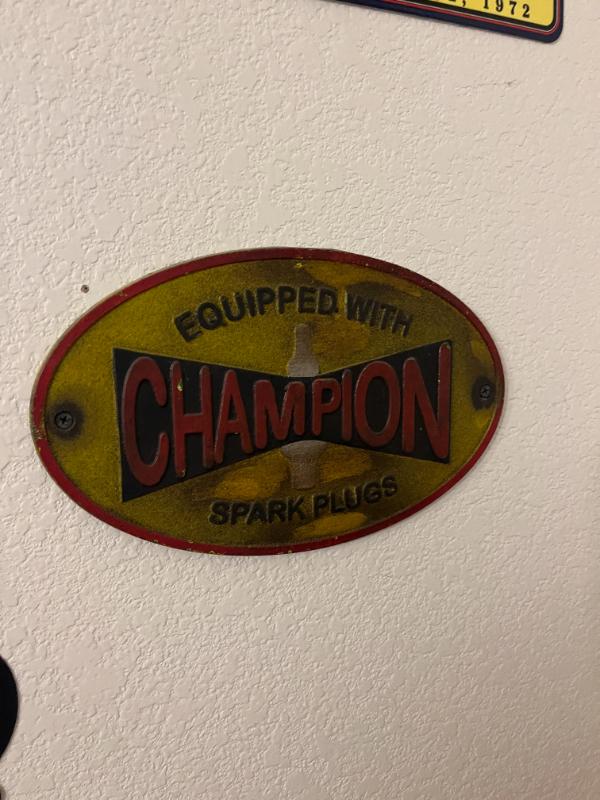 , 1972
EQUIPPED WITH
CHAMPION
SPARK PLUGS